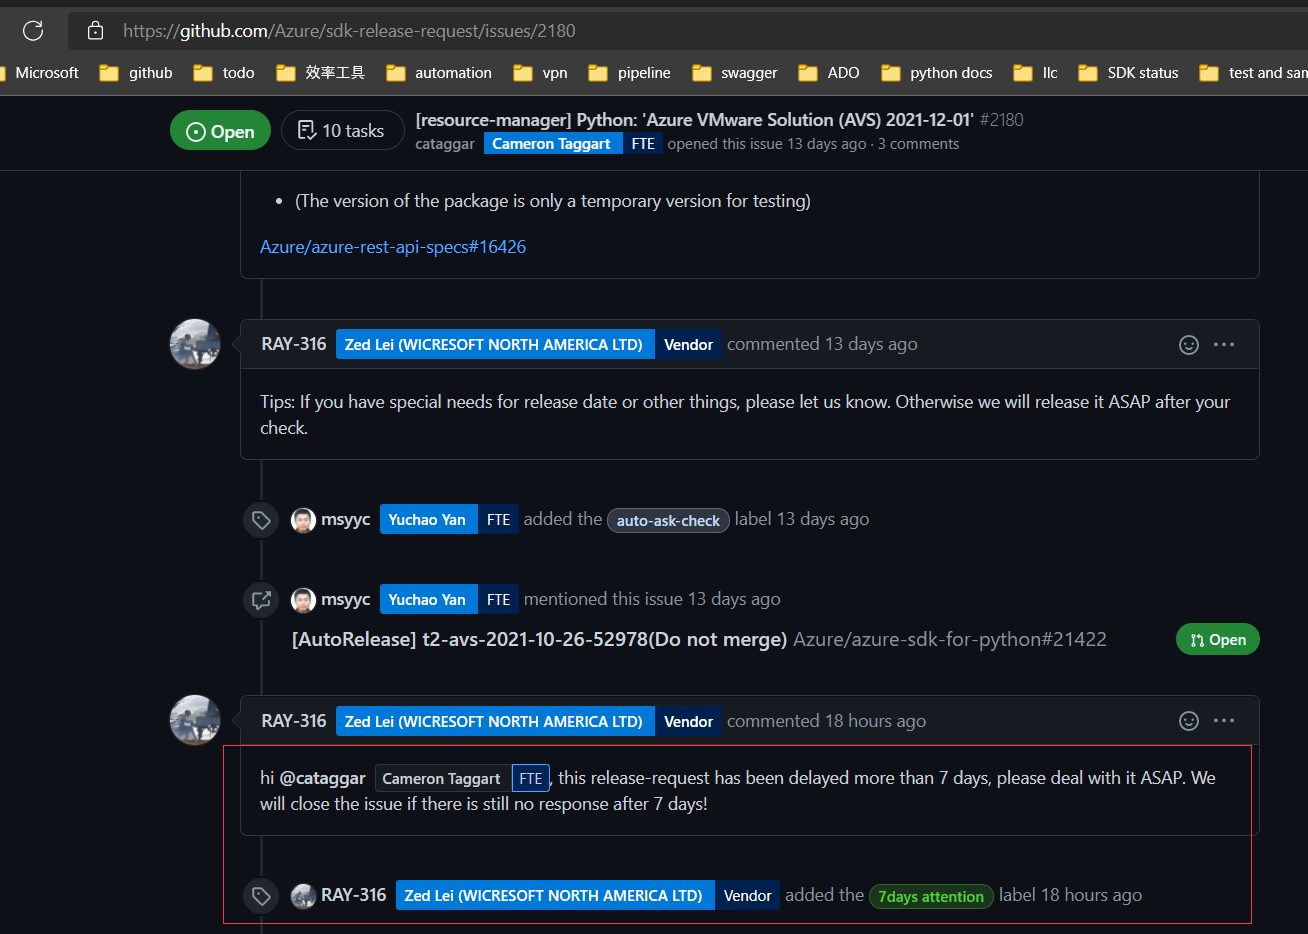 https://github.com/Azure/sdk-release-request/issues/2180
Microsoft github todo 效率工具 automation vpn pipeline swagger ADO python docs llc SDK status test and sam
Open 10 tasks [resource-manager] Python: 'Azure VMware Solution (AVS) 2021-12-01' #2180
cataggar Cameron Taggart FTE opened this issue 13 days ago · 3 comments
• (The version of the package is only a temporary version for testing)
Azure/azure-rest-api-specs#16426
RAY-316 Zed Lei (WICRESOFT NORTH AMERICA LTD) Vendor commented 13 days ago
Tips: If you have special needs for release date or other things, please let us know. Otherwise we will release it ASAP after your
check.
msyyc Yuchao Yan FTE added the auto-ask-check label 13 days ago
msyyc Yuchao Yan FTE mentioned this issue 13 days ago
[AutoRelease] t2-avs-2021-10-26-52978(Do not merge) Azure/azure-sdk-for-python#21422 Open
RAY-316 Zed Lei (WICRESOFT NORTH AMERICA LTD) Vendor commented 18 hours ago
hi @cataggar Cameron Taggart FTE, this release-request has been delayed more than 7 days, please deal with it ASAP. We
will close the issue if there is still no response after 7 days!
RAY-316 Zed Lei (WICRESOFT NORTH AMERICA LTD) Vendor added the 7days attention label 18 hours ago